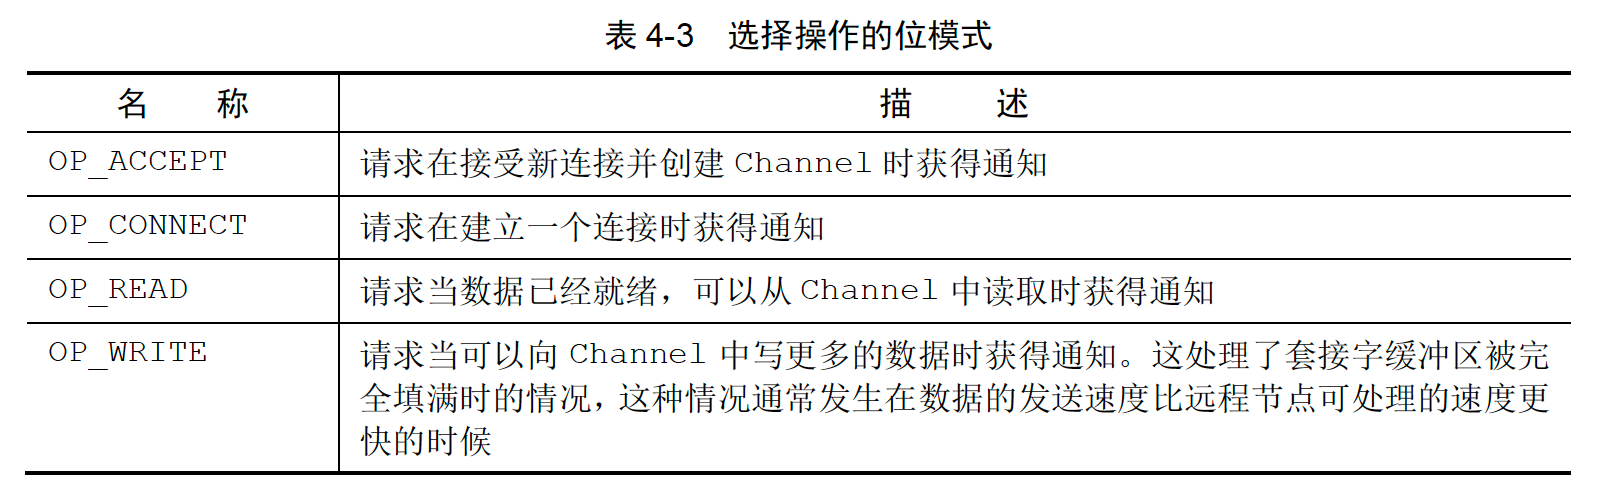 表 4-3 选择操作的位模式
名 称 描 述
OP_ACCEPT 请求在接受新连接并创建 Channel 时获得通知
OP_CONNECT 请求在建立一个连接时获得通知
OP_READ 请求当数据已经就绪，可以从 Channel 中读取时获得通知
OP_WRITE 请求当可以向 Channel 中写更多的数据时获得通知。这处理了套接字缓冲区被完
全填满时的情况，这种情况通常发生在数据的发送速度比远程节点可处理的速度更
快的时候